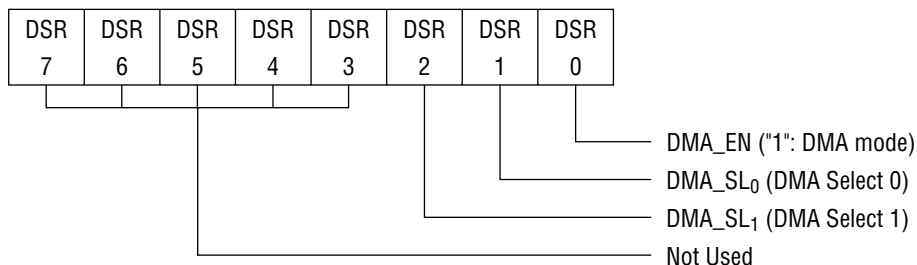 DSR DSR DSR DSR DSR DSR DSR DSR
7 6 5 4 3 2 1 0
DMA_EN ("1": DMA mode)
DMA_SL0 (DMA Select 0)
DMA_SL1 (DMA Select 1)
Not Used